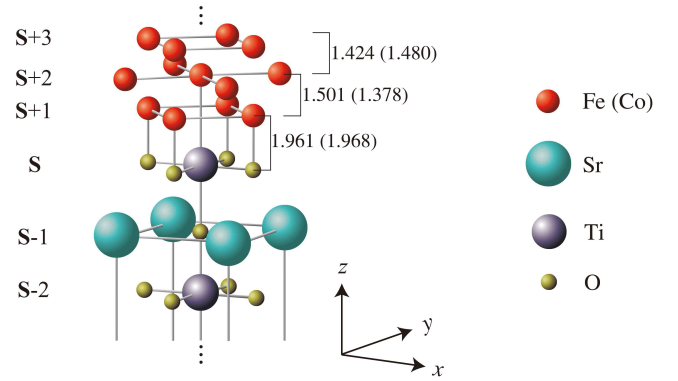 S+3
1.424 (1.480)
S+2
1.501 (1.378)
S+1
1.961 (1.968)
S
S-1
S-2
Fe (Co)
Sr
Ti
O
z
y
x